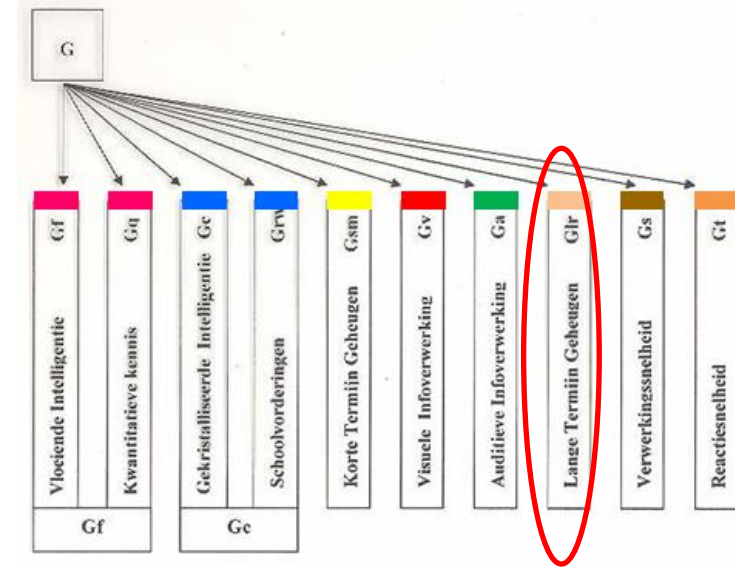 G
Gf
Gq
Gc
Grw
Gsm
Gv
Ga
Glr
Gs
Gt
Vloeiende Intelligentie
Kwantitatieve kennis
Gekristalliseerde Intelligentie
Schoolvorderingen
Korte Termijn Geheugen
Visuele Infoverwerking
Auditieve Infoverwerking
Lange Termijn Geheugen
Verwerkingssnelheid
Reactiesnelheid
Gf
Gc